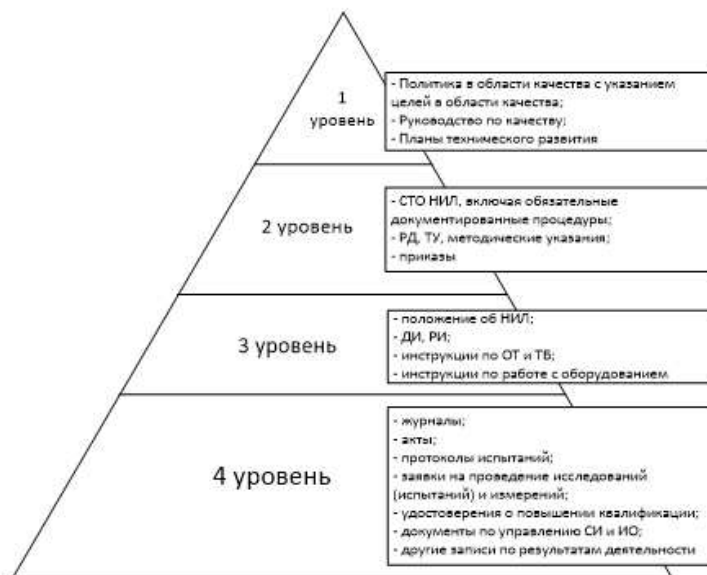 1
уровень
- Политика в области качества с указанием
целей в области качества;
- Руководство по качеству;
- Планы технического развития
2 уровень
- СТО НИЛ, включая обязательные
документированные процедуры;
- РД, ТУ, методические указания;
- приказы
3 уровень
- положение об НИЛ;
- ДИ, РИ;
- инструкции по ОТ и ТБ;
- инструкции по работе с оборудованием
4 уровень
- журналы;
- акты;
- протоколы испытаний;
- заявки на проведение исследований
(испытаний) и измерений;
- удостоверения о повышении квалификации;
- документы по управлению СИ и ИО;
- другие записи по результатам деятельности